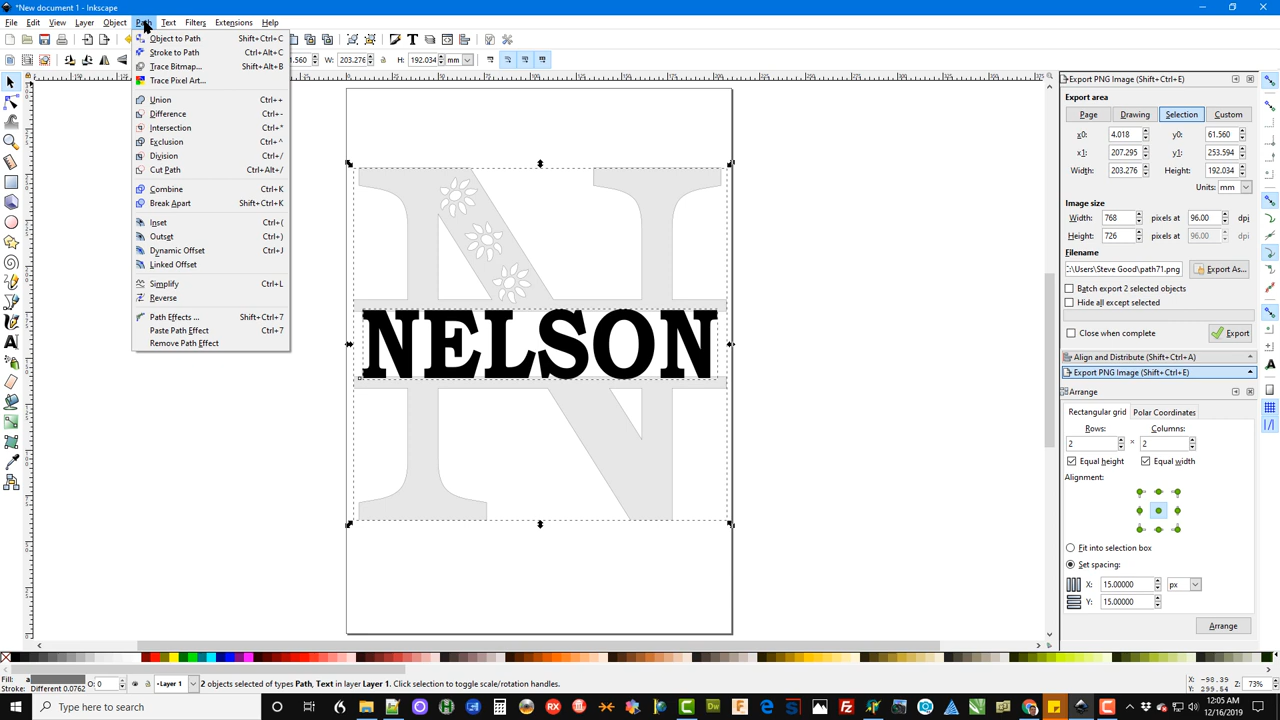 *New document 1 - Inkscape
File Edit View Layer Object Path Text Filters Extensions Help
W: 203.276 H: 192.034 mm
Object to Path Shift+Ctrl+C
Stroke to Path Ctrl+Alt+C
Trace Bitmap... Shift+Alt+B
Trace Pixel Art...
Union Ctrl++
Difference Ctrl+-
Intersection Ctrl+*
Exclusion Ctrl+^
Division Ctrl+/
Cut Path Ctrl+Alt+/
Combine Ctrl+K
Break Apart Shift+Ctrl+K
Inset Ctrl+(
Outset Ctrl+)
Dynamic Offset Ctrl+J
Linked Offset
Simplify Ctrl+L
Reverse
Path Effects ... Shift+Ctrl+7
Paste Path Effect Ctrl+7
Remove Path Effect
NELSON
Export PNG Image (Shift+Ctrl+E)
Export area
Page Drawing Selection Custom
x0: 4.018 y0: 61.560
x1: 207.295 y1: 253.594
Width: 203.276 Height: 192.034
Units: mm
Image size
Width: 768 pixels at 96.00 dpi
Height: 726 pixels at 96.00 dpi
Filename
:\Users\Steve Good\path71.png Export As...
Batch export 2 selected objects
Hide all except selected
Close when complete Export
Align and Distribute (Shift+Ctrl+A)
Export PNG Image (Shift+Ctrl+E)
Arrange
Rectangular grid Polar Coordinates
Rows: Columns:
2 × 2
Equal height Equal width
Alignment:
Fit into selection box
Set spacing:
X: 15.00000 px
Y: 15.00000
Arrange
Fill: a
Stroke: Different 0.0762
O: 0
Layer 1
2 objects selected of types Path, Text in layer Layer 1. Click selection to toggle scale/rotation handles.
X: -98.39
Y: 299.54
Z: 73%
Type here to search
12:05 AM
12/16/2019